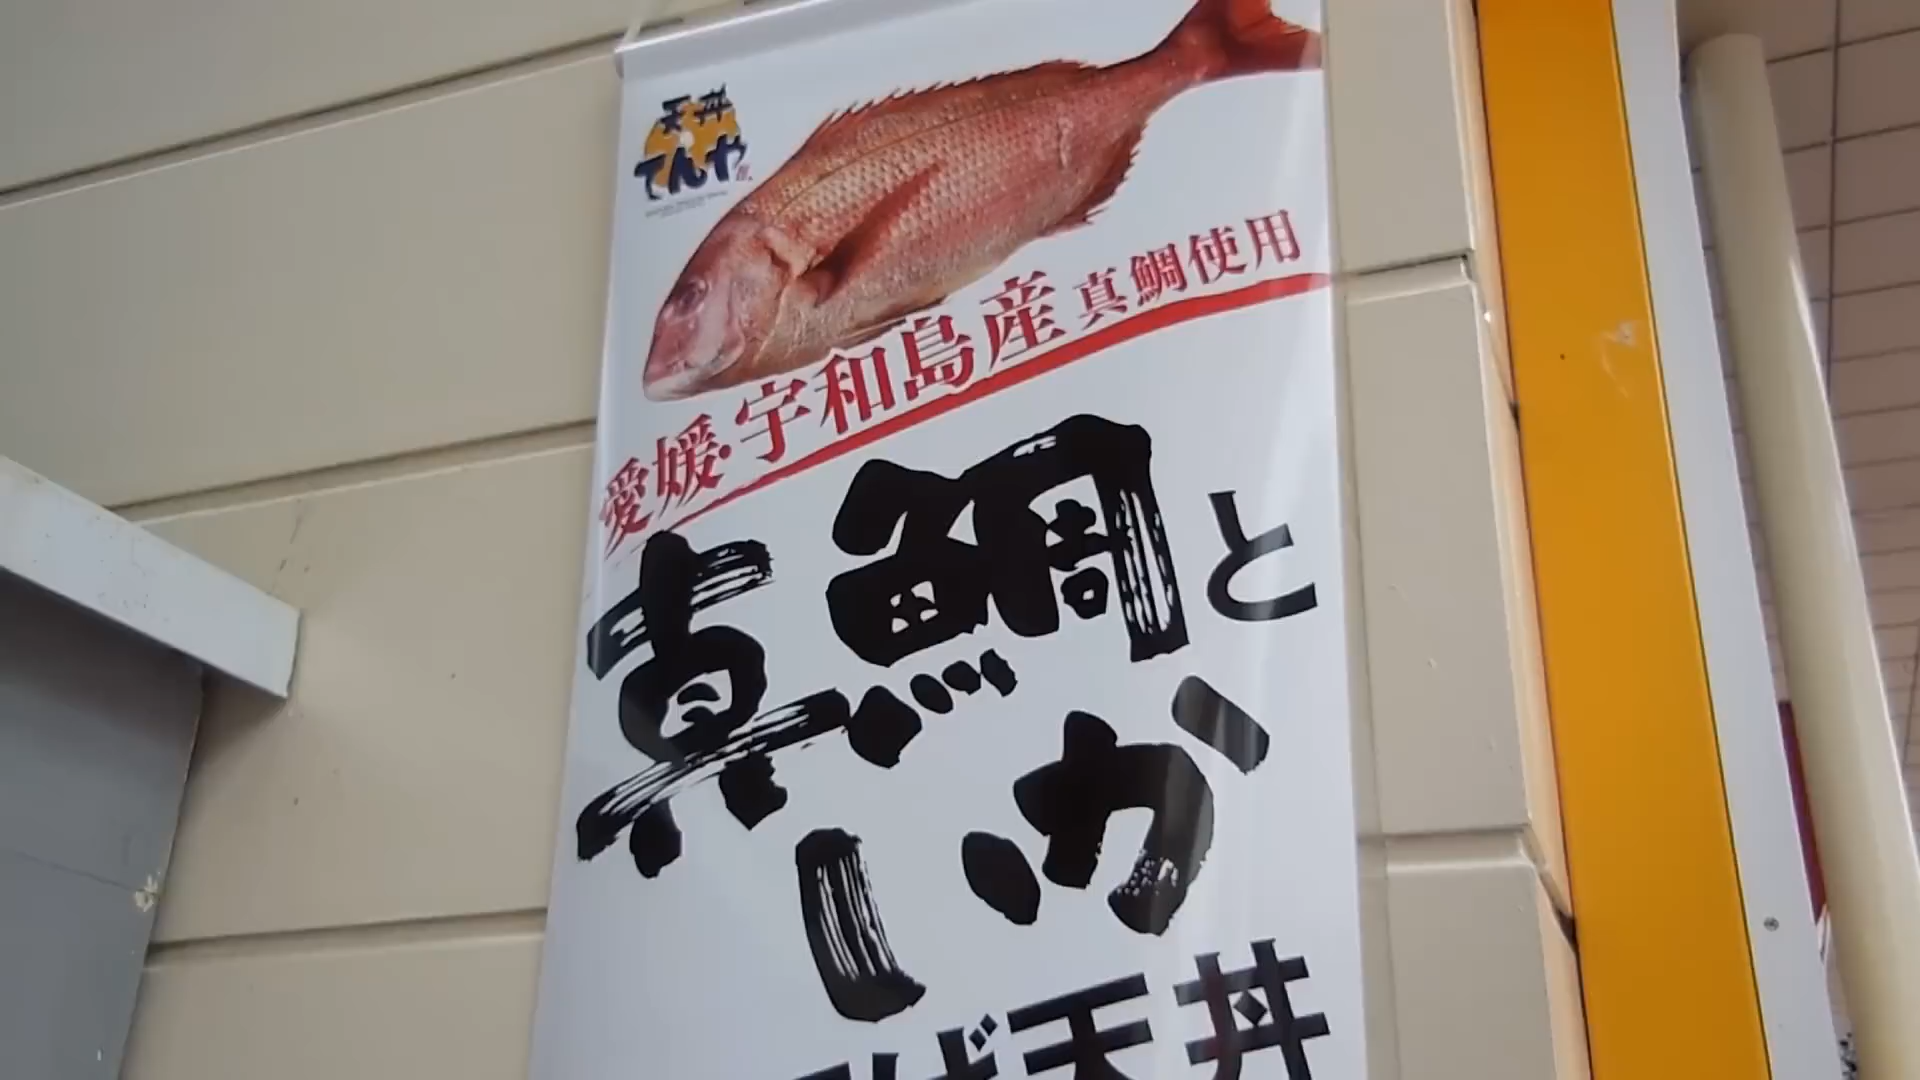 天丼
てんや
愛媛・宇和島産真鯛使用
真鯛と
いか
天丼